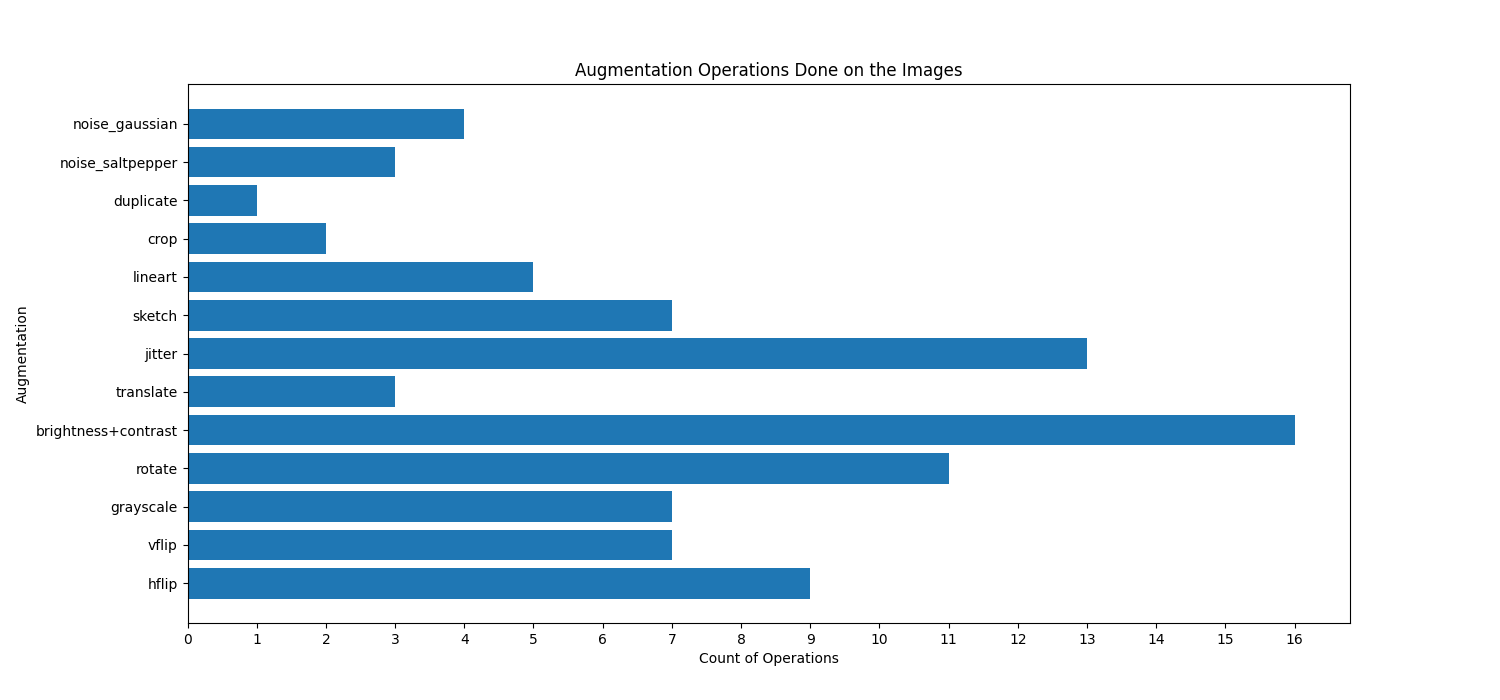 Augmentation Operations Done on the Images
noise_gaussian
noise_saltpepper
duplicate
crop
lineart
sketch
jitter
translate
brightness+contrast
rotate
grayscale
vflip
hflip
Augmentation
0 1 2 3 4 5 6 7 8 9 10 11 12 13 14 15 16
Count of Operations